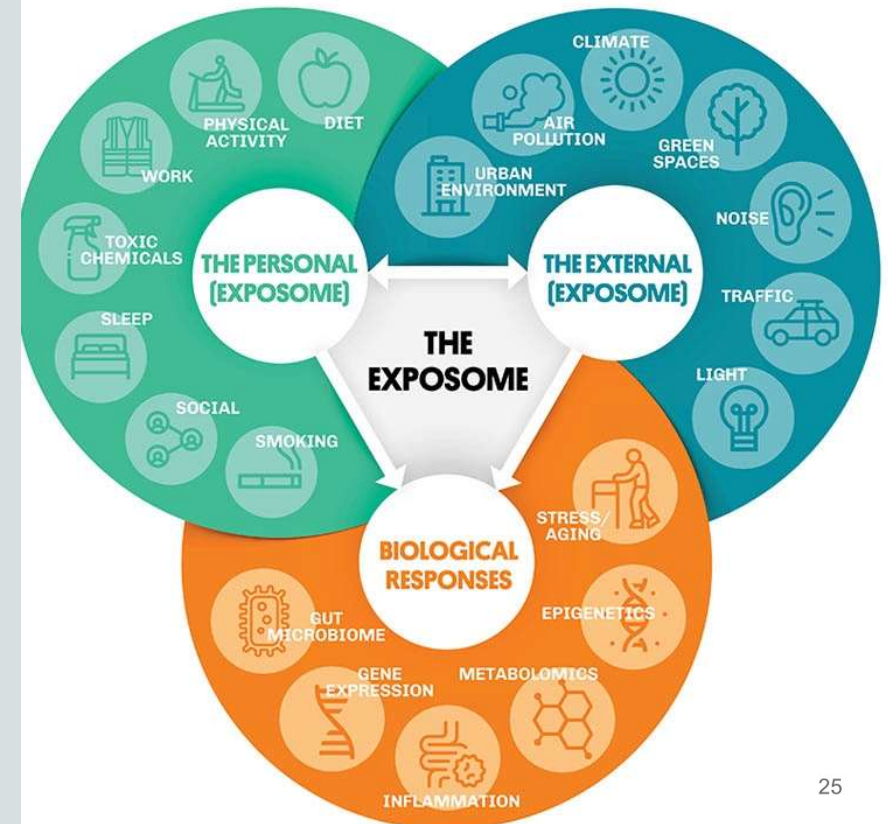 PHYSICAL
ACTIVITY
DIET
WORK
TOXIC
CHEMICALS
SLEEP
SOCIAL
SMOKING
THE PERSONAL
(EXPOSOME)
CLIMATE
AIR
POLLUTION
GREEN
SPACES
URBAN
ENVIRONMENT
NOISE
TRAFFIC
LIGHT
THE EXTERNAL
(EXPOSOME)
THE
EXPOSOME
BIOLOGICAL
RESPONSES
STRESS/
AGING
EPIGENETICS
METABOLOMICS
GUT
MICROBIOME
GENE
EXPRESSION
INFLAMMATION
25